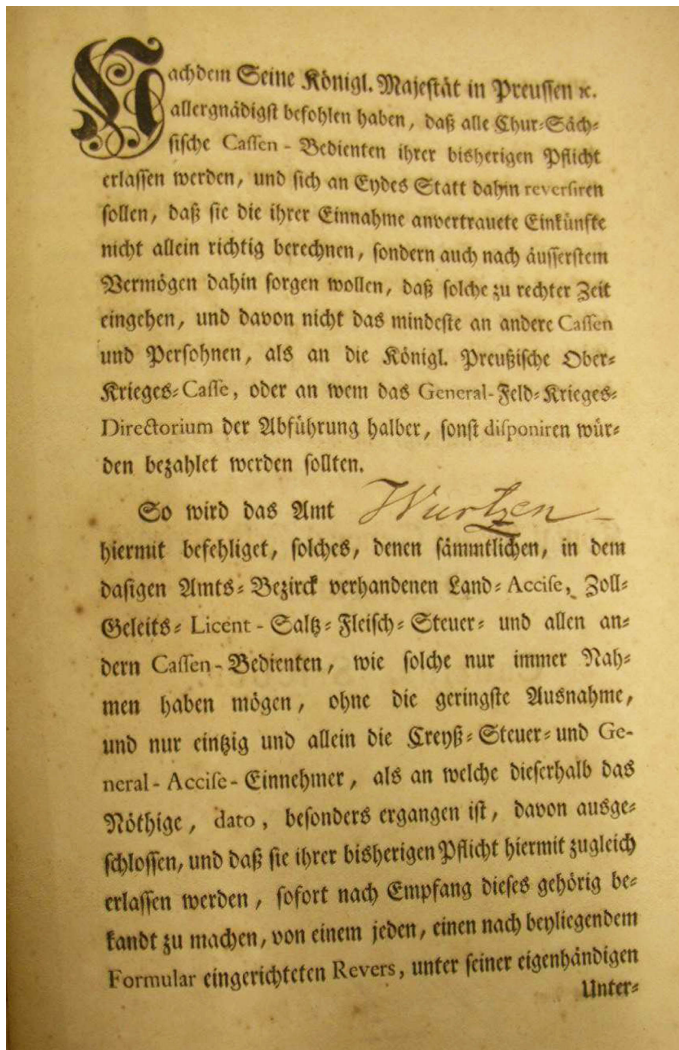 Nachdem Seine Königl. Majestät in Preussen ꝛc.
allergnädigst befohlen haben, daß alle Chur-Säch-
sische Cassen-Bedienten ihrer bisherigen Pflicht
erlassen werden, und sich an Eydes Statt dahin reversiren
sollen, daß sie die ihrer Einnahme anvertrauete Einkünfte
nicht allein richtig berechnen, sondern auch nach äusserstem
Vermögen dahin sorgen wollen, daß solche zu rechter Zeit
eingehen, und davon nicht das mindeste an andere Cassen
und Persohnen, als an die Königl. Preußische Ober-
Krieges-Casse, oder an wem das General-Feld-Krieges-
Directorium der Abführung halber, sonst disponiren wür-
den bezahlet werden sollten.
So wird das Amt Wurtzen
hiermit befehliget, solches, denen sämmtlichen, in dem
dasigen Amts-Bezirck verhandenen Land-Accise, Zoll-
Geleits-Licent-Saltz-Fleisch-Steuer- und allen an-
dern Cassen-Bedienten, wie solche nur immer Nah-
men haben mögen, ohne die geringste Ausnahme,
und nur eintzig und allein die Creyß-Steuer-und Ge-
neral-Accise-Einnehmer, als an welche dieserhalb das
Nöthige, dato, besonders ergangen ist, davon ausge-
schlossen, und daß sie ihrer bisherigen Pflicht hiermit zugleich
erlassen werden, sofort nach Empfang dieses gehörig be-
kandt zu machen, von einem jeden, einen nach beyliegendem
Formular eingerichteten Revers, unter seiner eigenhändigen
Unter-